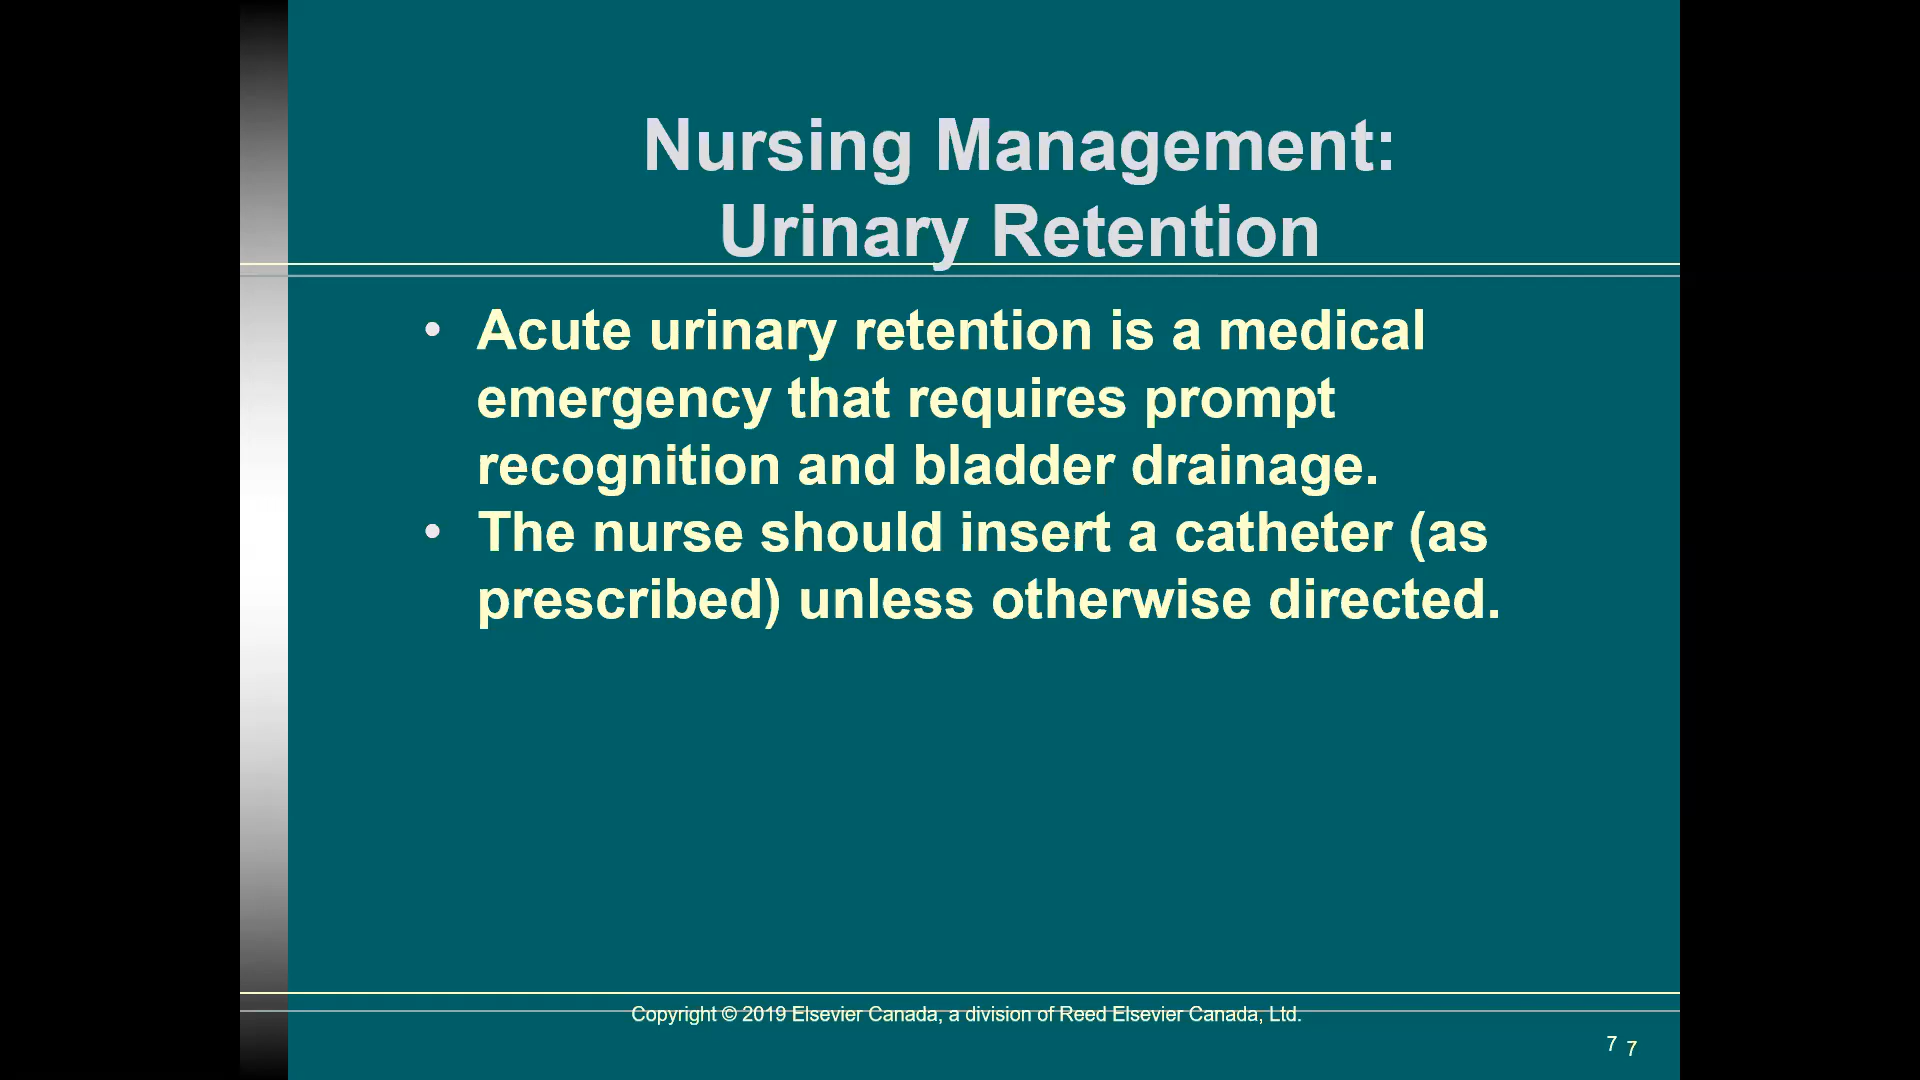 Nursing Management:
Urinary Retention
• Acute urinary retention is a medical
emergency that requires prompt
recognition and bladder drainage.
• The nurse should insert a catheter (as
prescribed) unless otherwise directed.
Copyright © 2019 Elsevier Canada, a division of Reed Elsevier Canada, Ltd.
7 7